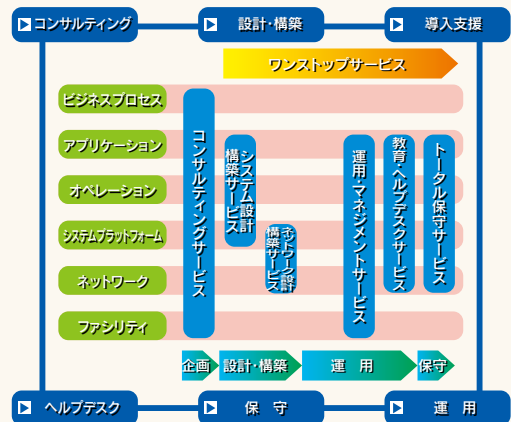 コンサルティング
設計・構築
導入支援
ワンストップサービス
ビジネスプロセス
アプリケーション
オペレーション
システムプラットフォーム
ネットワーク
ファシリティ
コンサルティングサービス
システム設計
構築サービス
ネットワーク設計
構築サービス
運用・マネジメントサービス
教育・ヘルプデスクサービス
トータル保守サービス
企画
設計・構築
運 用
保守
ヘルプデスク
保 守
運 用